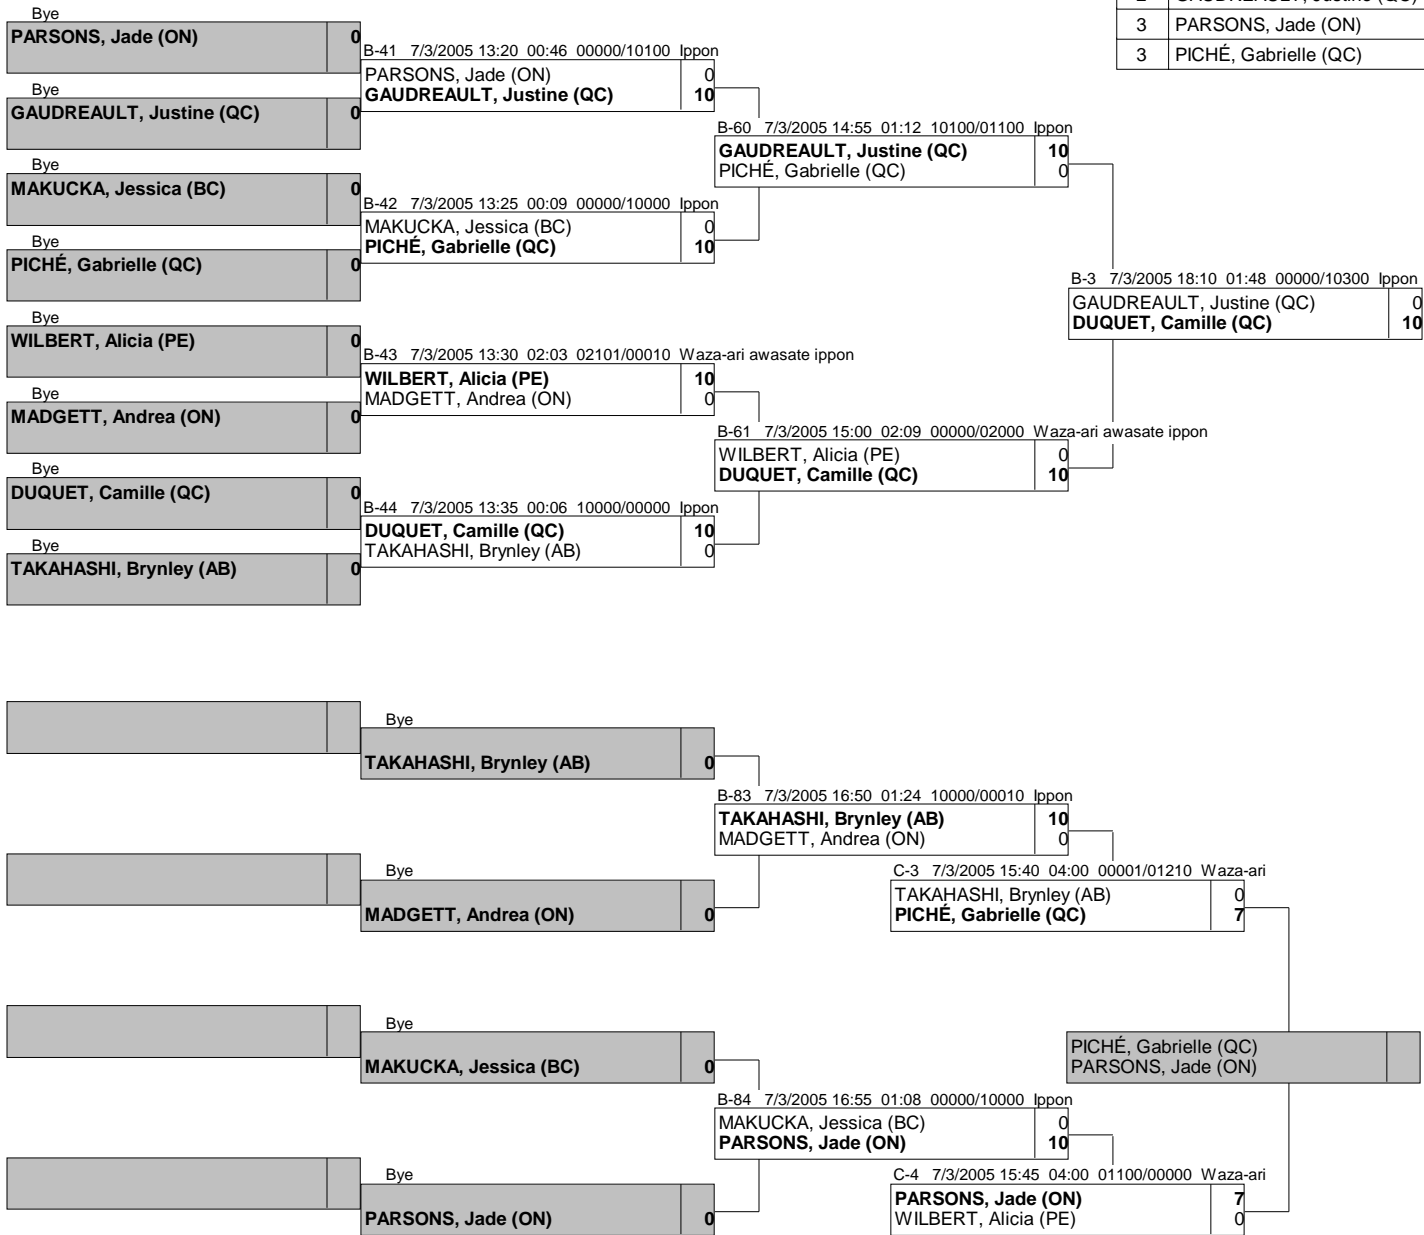 2 GAUDREAULT, Justine (QC)
3 PARSONS, Jade (ON)
3 PICHÉ, Gabrielle (QC)
Bye
PARSONS, Jade (ON) 0
Bye
GAUDREAULT, Justine (QC) 0
Bye
MAKUCKA, Jessica (BC) 0
Bye
PICHÉ, Gabrielle (QC) 0
Bye
WILBERT, Alicia (PE) 0
Bye
MADGETT, Andrea (ON) 0
Bye
DUQUET, Camille (QC) 0
Bye
TAKAHASHI, Brynley (AB) 0
B-41 7/3/2005 13:20 00:46 00000/10100 Ippon
PARSONS, Jade (ON) 0
GAUDREAULT, Justine (QC) 10
B-42 7/3/2005 13:25 00:09 00000/10000 Ippon
MAKUCKA, Jessica (BC) 0
PICHÉ, Gabrielle (QC) 10
B-43 7/3/2005 13:30 02:03 02101/00010 Waza-ari awasate ippon
WILBERT, Alicia (PE) 10
MADGETT, Andrea (ON) 0
B-44 7/3/2005 13:35 00:06 10000/00000 Ippon
DUQUET, Camille (QC) 10
TAKAHASHI, Brynley (AB) 0
B-60 7/3/2005 14:55 01:12 10100/01100 Ippon
GAUDREAULT, Justine (QC) 10
PICHÉ, Gabrielle (QC) 0
B-61 7/3/2005 15:00 02:09 00000/02000 Waza-ari awasate ippon
WILBERT, Alicia (PE) 0
DUQUET, Camille (QC) 10
B-3 7/3/2005 18:10 01:48 00000/10300 Ippon
GAUDREAULT, Justine (QC) 0
DUQUET, Camille (QC) 10
Bye
TAKAHASHI, Brynley (AB) 0
Bye
MADGETT, Andrea (ON) 0
Bye
MAKUCKA, Jessica (BC) 0
Bye
PARSONS, Jade (ON) 0
B-83 7/3/2005 16:50 01:24 10000/00010 Ippon
TAKAHASHI, Brynley (AB) 10
MADGETT, Andrea (ON) 0
B-84 7/3/2005 16:55 01:08 00000/10000 Ippon
MAKUCKA, Jessica (BC) 0
PARSONS, Jade (ON) 10
C-3 7/3/2005 15:40 04:00 00001/01210 Waza-ari
TAKAHASHI, Brynley (AB) 0
PICHÉ, Gabrielle (QC) 7
C-4 7/3/2005 15:45 04:00 01100/00000 Waza-ari
PARSONS, Jade (ON) 7
WILBERT, Alicia (PE) 0
PICHÉ, Gabrielle (QC)
PARSONS, Jade (ON)